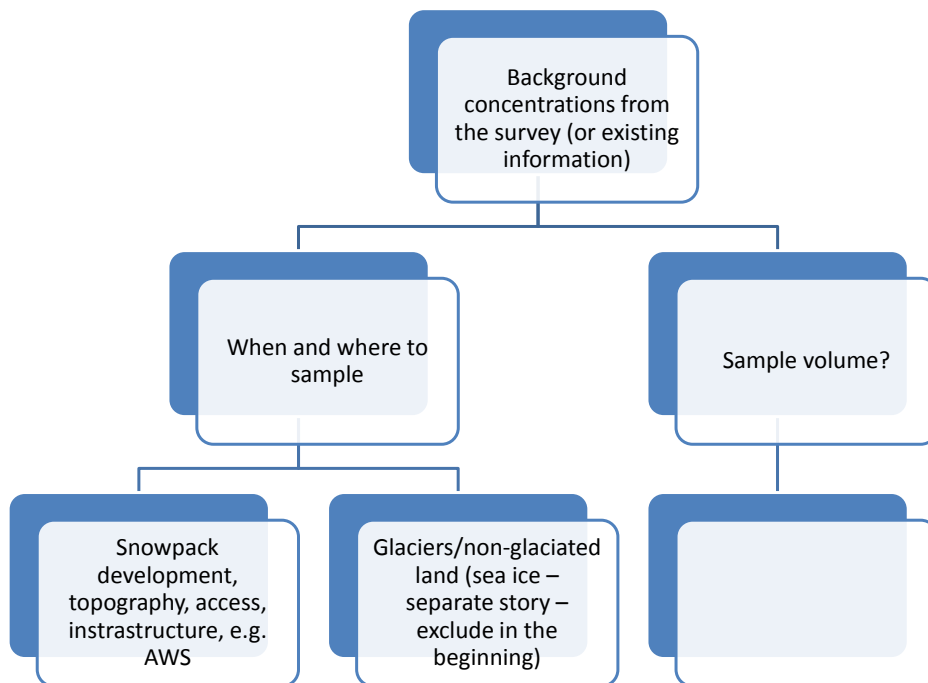 Background
concentrations from
the survey (or existing
information)
When and where to
sample
Sample volume?
Snowpack
development,
topography, access,
instrastructure, e.g.
AWS
Glaciers/non-glaciated
land (sea ice –
separate story –
exclude in the
beginning)